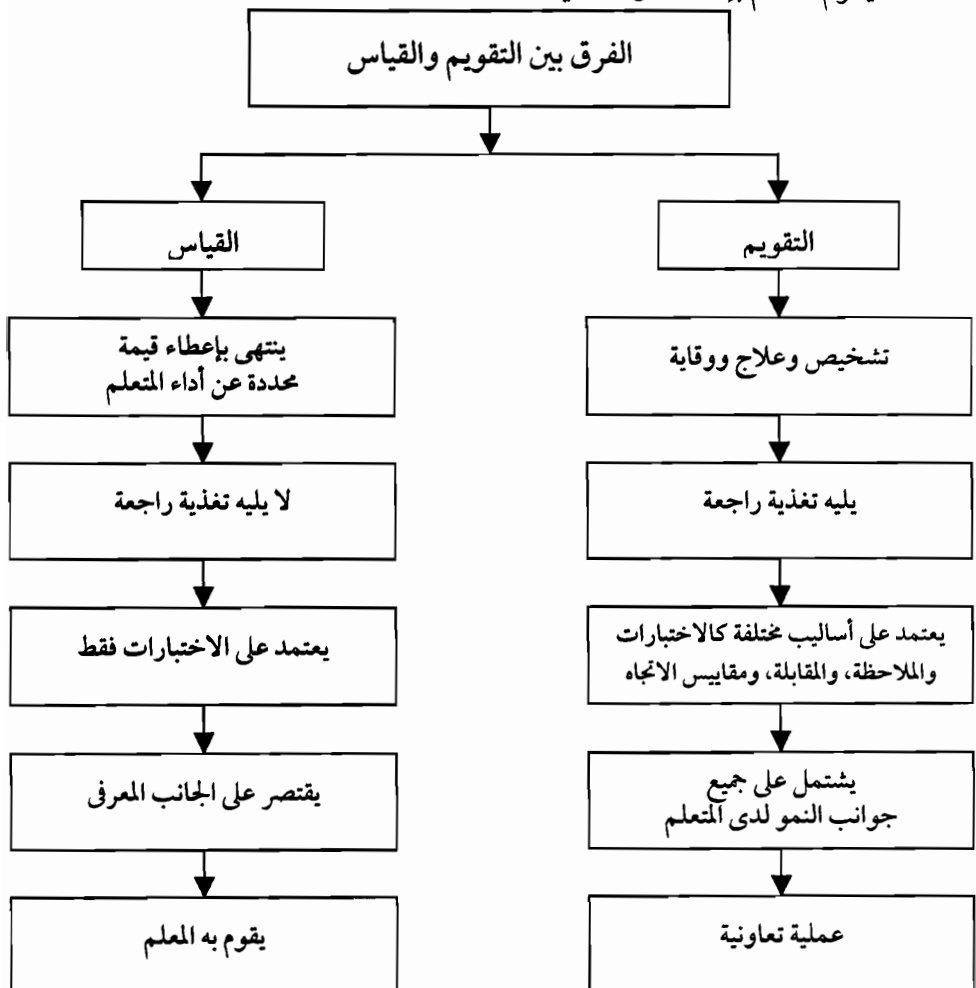 الفرق بين التقويم والقياس
التقويم
القياس
تشخيص وعلاج ووقاية
ينتهى بإعطاء قيمة
محددة عن أداء المتعلم
يليه تغذية راجعة
لا يليه تغذية راجعة
يعتمد على أساليب مختلفة كالاختبارات
والملاحظة، والمقابلة، ومقاييس الاتجاه
يعتمد على الاختبارات فقط
يشتمل على جميع
جوانب النمو لدى المتعلم
يقتصر على الجانب المعرفى
عملية تعاونية
يقوم به المعلم